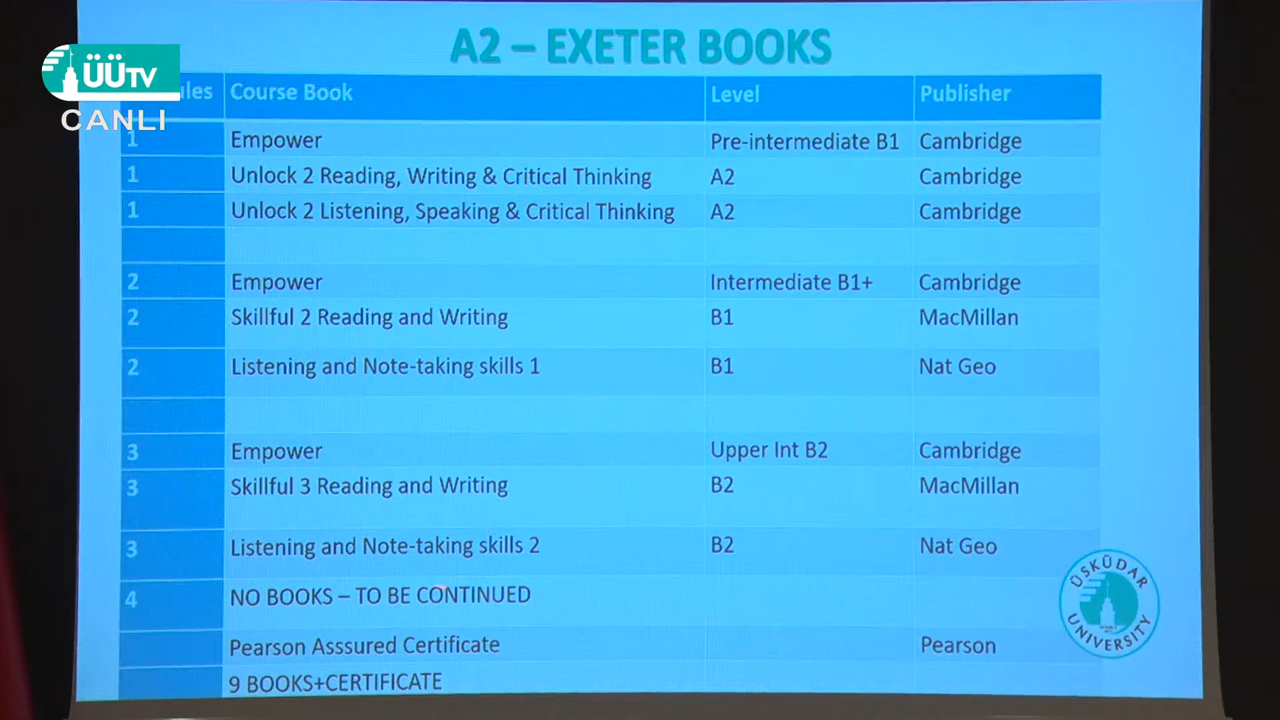 A2 – EXETER BOOKS
ÜÜTV
CANLI
Course Book Level Publisher
1 Empower Pre-intermediate B1 Cambridge
1 Unlock 2 Reading, Writing & Critical Thinking A2 Cambridge
1 Unlock 2 Listening, Speaking & Critical Thinking A2 Cambridge
2 Empower Intermediate B1+ Cambridge
2 Skillful 2 Reading and Writing B1 MacMillan
2 Listening and Note-taking skills 1 B1 Nat Geo
3 Empower Upper Int B2 Cambridge
3 Skillful 3 Reading and Writing B2 MacMillan
3 Listening and Note-taking skills 2 B2 Nat Geo
4 NO BOOKS – TO BE CONTINUED
Pearson Asssured Certificate Pearson
9 BOOKS+CERTIFICATE
ÜSKÜDAR
UNIVERSITY